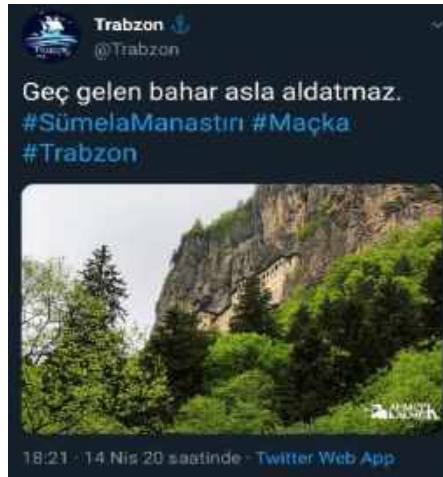 Trabzon
@Trabzon
Geç gelen bahar asla aldatmaz.
#SümelaManastırı #Maçka
#Trabzon
18:21 · 14 Nis 20 saatinde · Twitter Web App